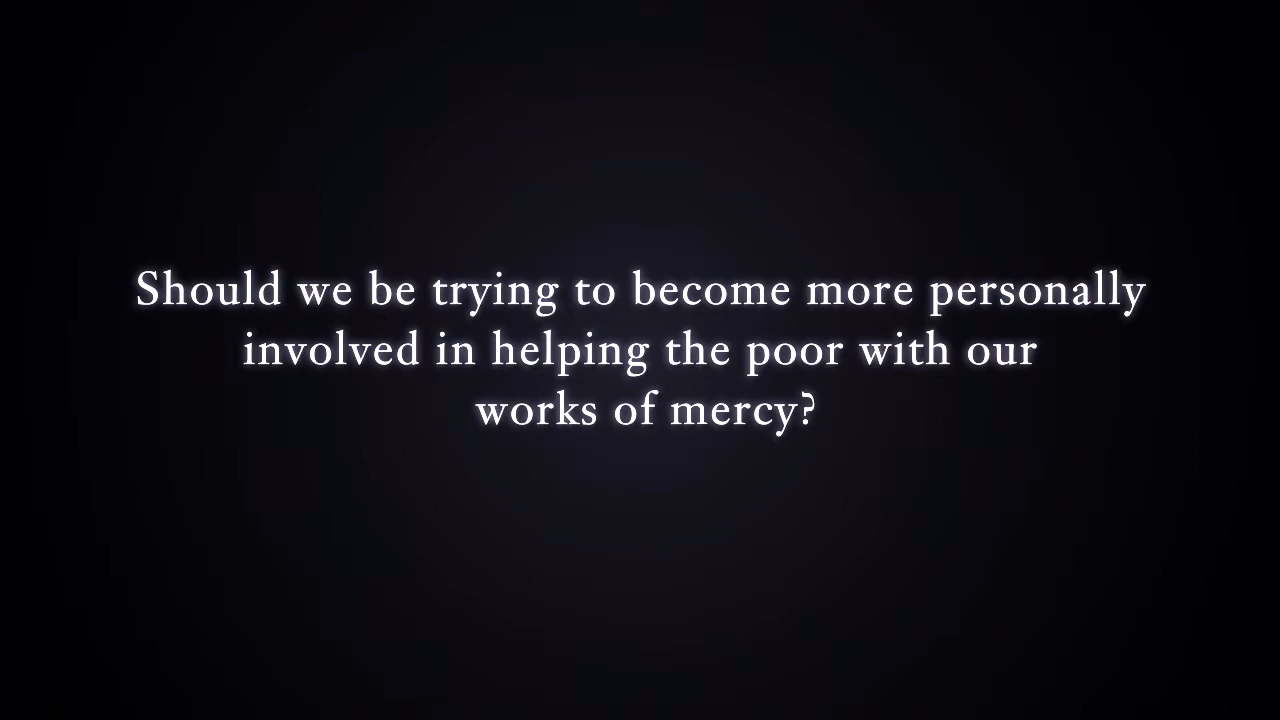 Should we be trying to become more personally
involved in helping the poor with our
works of mercy?